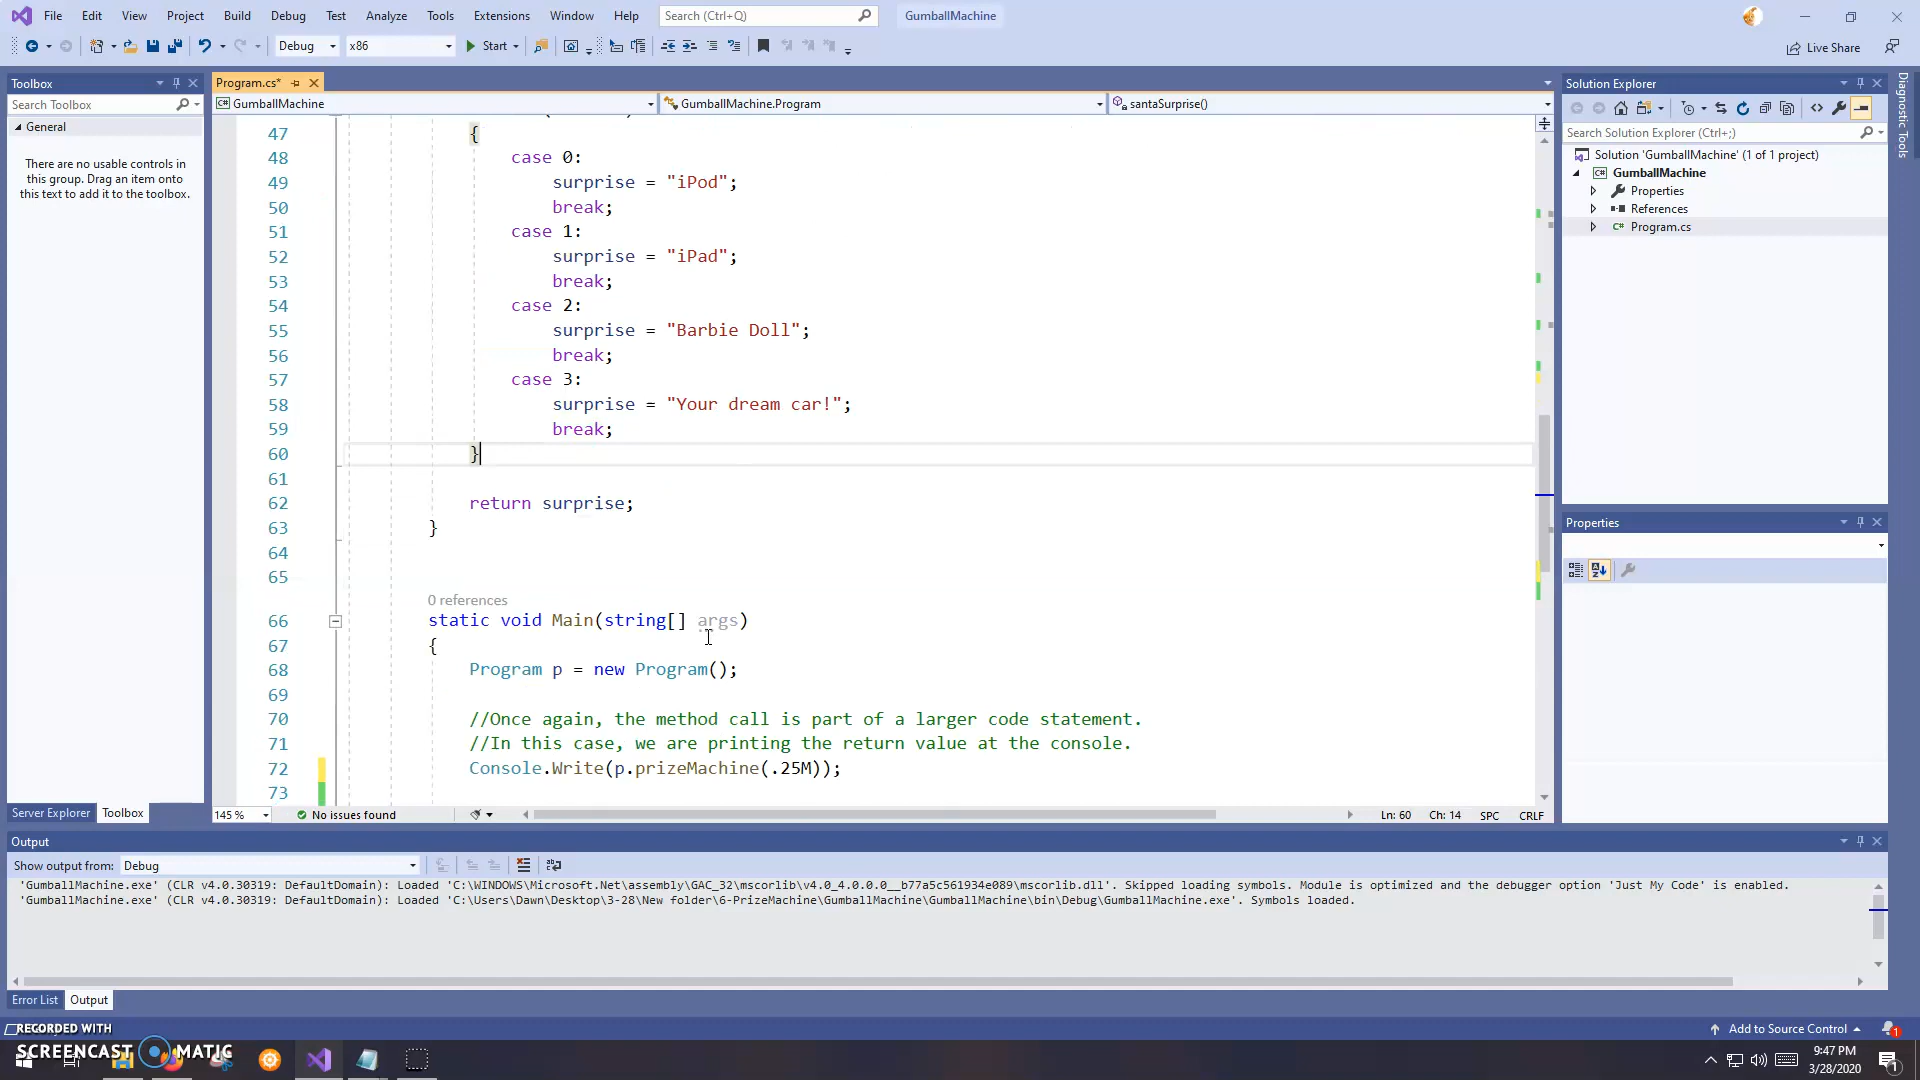 File Edit View Project Build Debug Test Analyze Tools Extensions Window Help Search (Ctrl+Q) GumballMachine
Debug x86 Start Live Share
Toolbox
Search Toolbox
General
There are no usable controls in
this group. Drag an item onto
this text to add it to the toolbox.
Server Explorer Toolbox
Program.cs*
GumballMachine GumballMachine.Program santaSurprise()
47 {
48 case 0:
49 surprise = "iPod";
50 break;
51 case 1:
52 surprise = "iPad";
53 break;
54 case 2:
55 surprise = "Barbie Doll";
56 break;
57 case 3:
58 surprise = "Your dream car!";
59 break;
60 }
61
62 return surprise;
63 }
64
65
0 references
66 static void Main(string[] args)
67 {
68 Program p = new Program();
69
70 //Once again, the method call is part of a larger code statement.
71 //In this case, we are printing the return value at the console.
72 Console.Write(p.prizeMachine(.25M));
73
145 % No issues found Ln: 60 Ch: 14 SPC CRLF
Solution Explorer
Search Solution Explorer (Ctrl+;)
Solution 'GumballMachine' (1 of 1 project)
C# GumballMachine
Properties
References
C# Program.cs
Properties
Diagnostic Tools
Output
Show output from: Debug
'GumballMachine.exe' (CLR v4.0.30319: DefaultDomain): Loaded 'C:\WINDOWS\Microsoft.Net\assembly\GAC_32\mscorlib\v4.0_4.0.0.0__b77a5c561934e089\mscorlib.dll'. Skipped loading symbols. Module is optimized and the debugger option 'Just My Code' is enabled.
'GumballMachine.exe' (CLR v4.0.30319: DefaultDomain): Loaded 'C:\Users\Dawn\Desktop\3-28\New folder\6-PrizeMachine\GumballMachine\GumballMachine\bin\Debug\GumballMachine.exe'. Symbols loaded.
Error List Output
Add to Source Control 1
RECORDED WITH
SCREENCAST MATIC
9:47 PM
3/28/2020
1